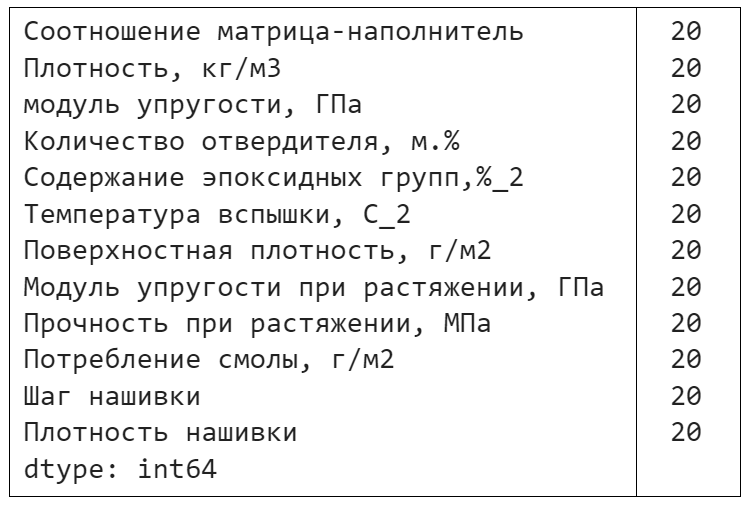 Соотношение матрица-наполнитель 20
Плотность, кг/м3 20
модуль упругости, ГПа 20
Количество отвердителя, м.% 20
Содержание эпоксидных групп,%_2 20
Температура вспышки, С_2 20
Поверхностная плотность, г/м2 20
Модуль упругости при растяжении, ГПа 20
Прочность при растяжении, МПа 20
Потребление смолы, г/м2 20
Шаг нашивки 20
Плотность нашивки 20
dtype: int64